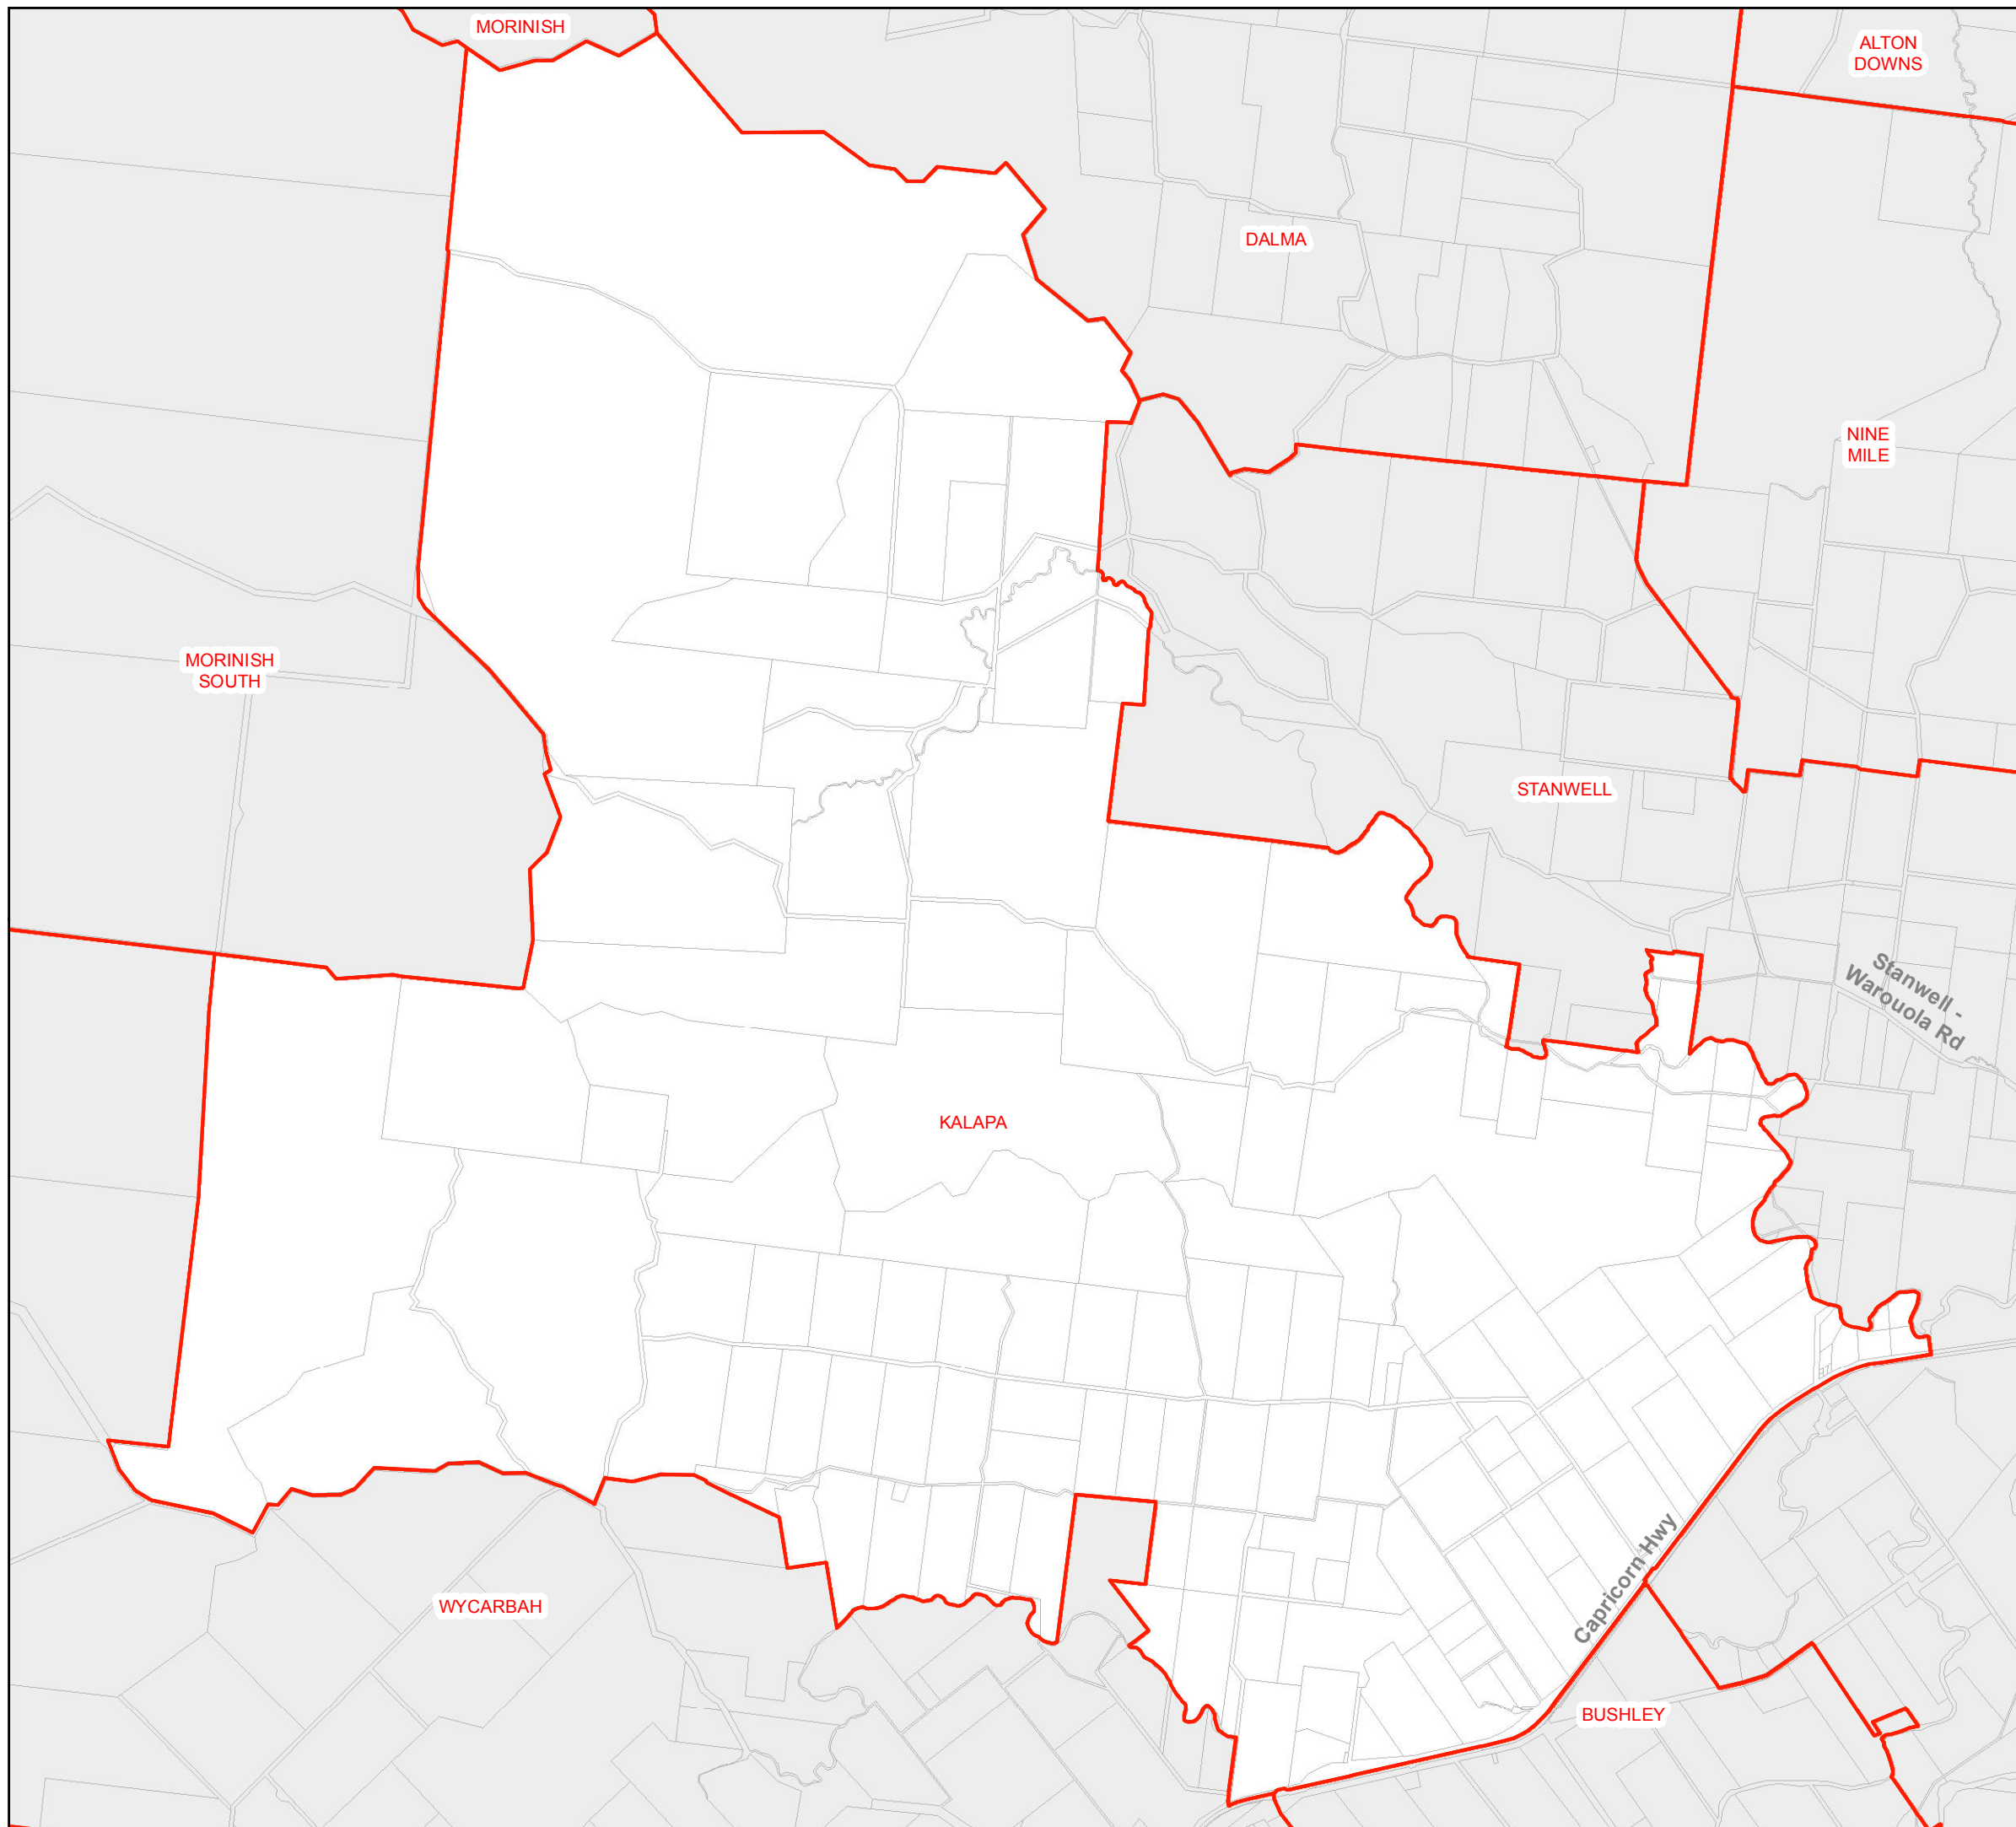 MORINISH
ALTON
DOWNS
DALMA
NINE
MILE
MORINISH
SOUTH
STANWELL
Stanwell -
Warouola Rd
KALAPA
Capricorn Hwy
WYCARBAH
BUSHLEY